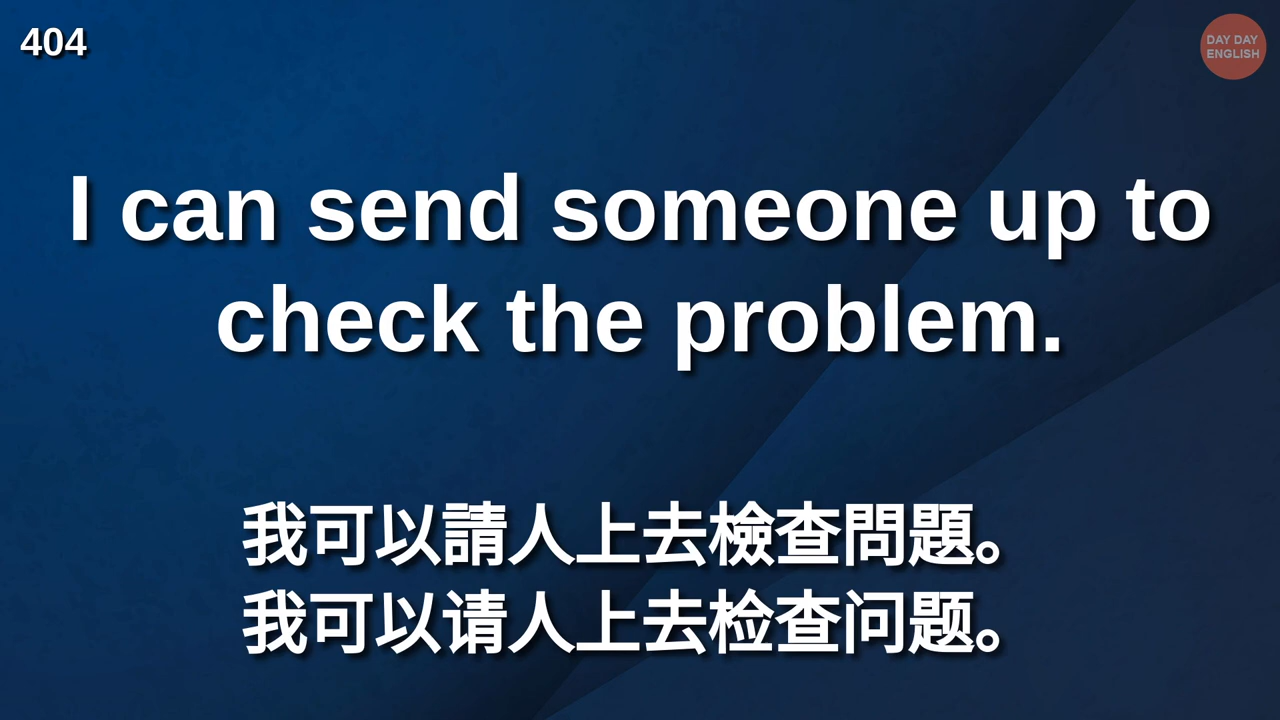 404
DAY DAY
ENGLISH
I can send someone up to
check the problem.
我可以請人上去檢查問題。
我可以请人上去检查问题。